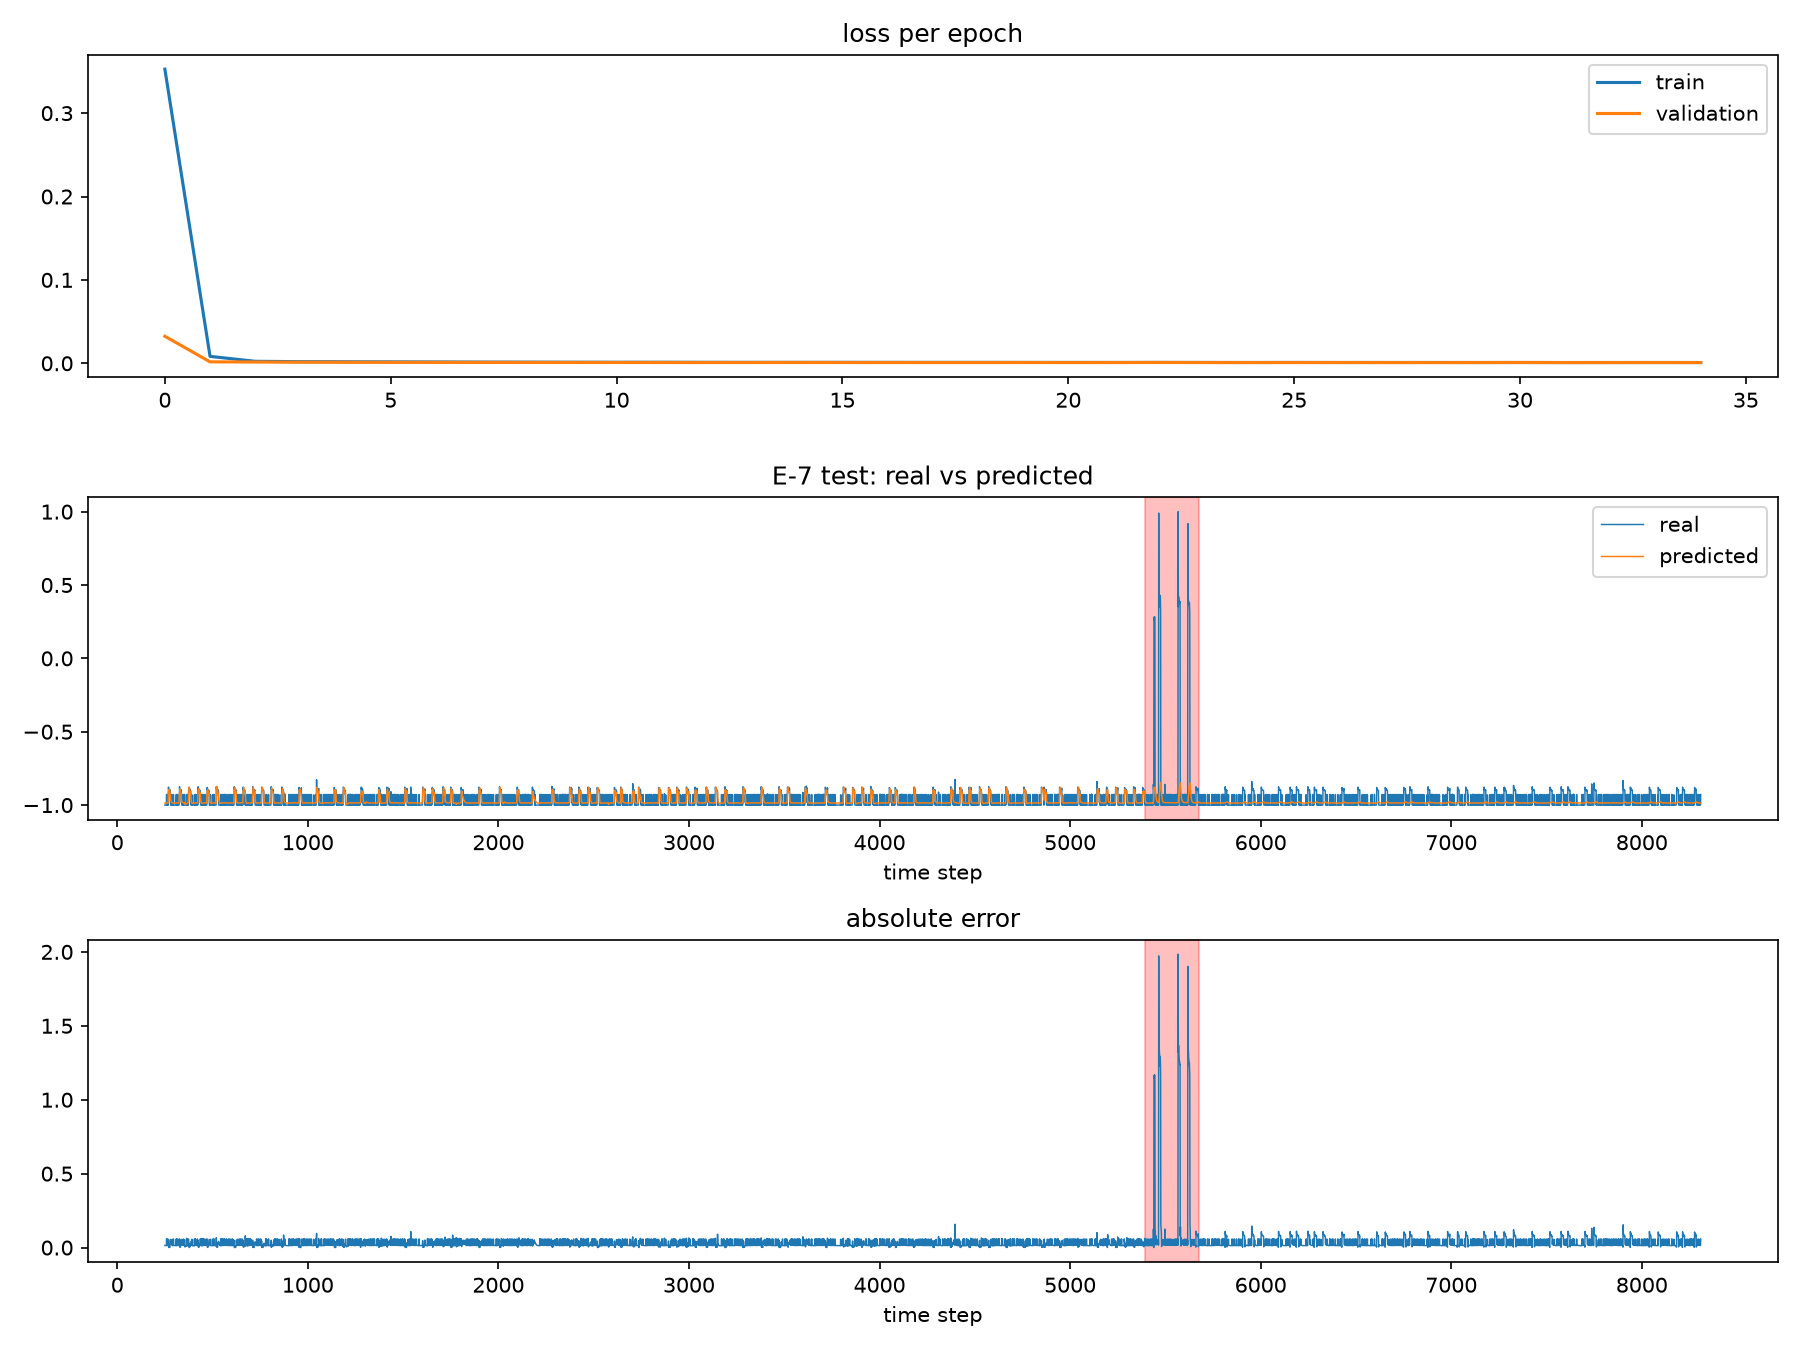 loss per epoch
train
validation
0.3
0.2
0.1
0.0
0 5 10 15 20 25 30 35
E-7 test: real vs predicted
real
predicted
1.0
0.5
0.0
−0.5
−1.0
0 1000 2000 3000 4000 5000 6000 7000 8000
time step
absolute error
2.0
1.5
1.0
0.5
0.0
0 1000 2000 3000 4000 5000 6000 7000 8000
time step